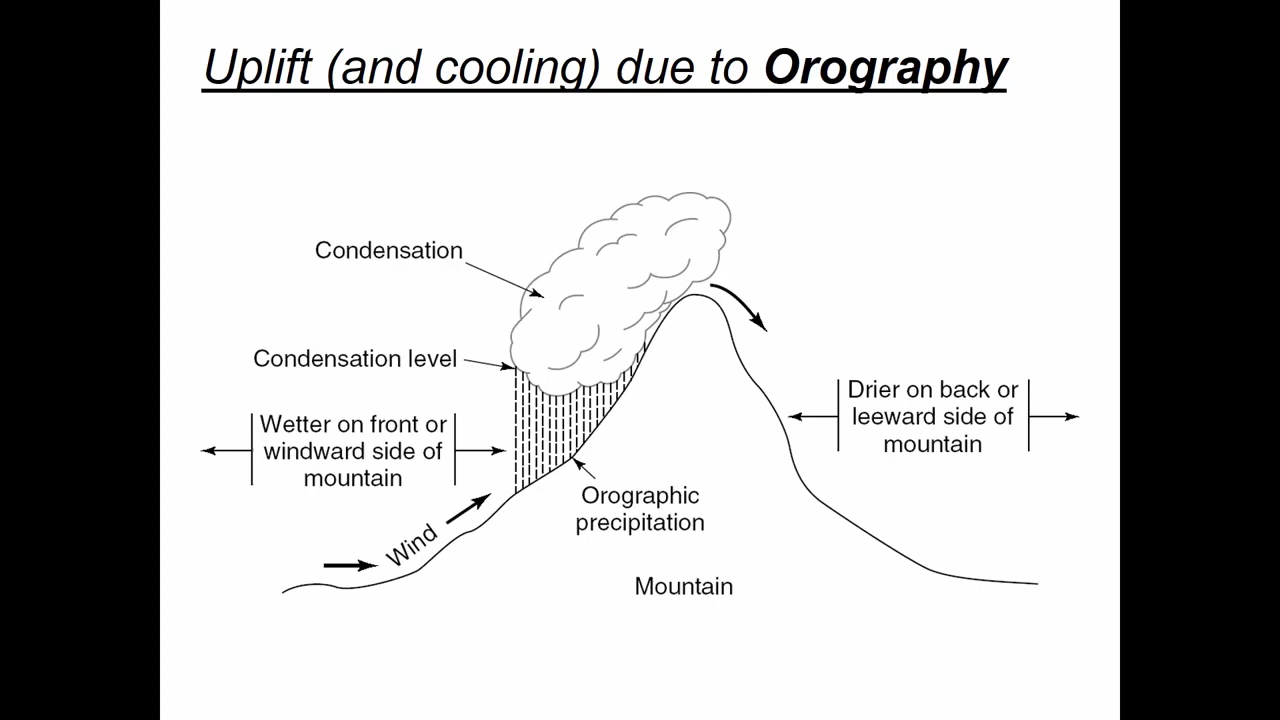 Uplift (and cooling) due to Orography
Condensation
Condensation level
Wetter on front or
windward side of
mountain
Drier on back or
leeward side of
mountain
Orographic
precipitation
Wind
Mountain